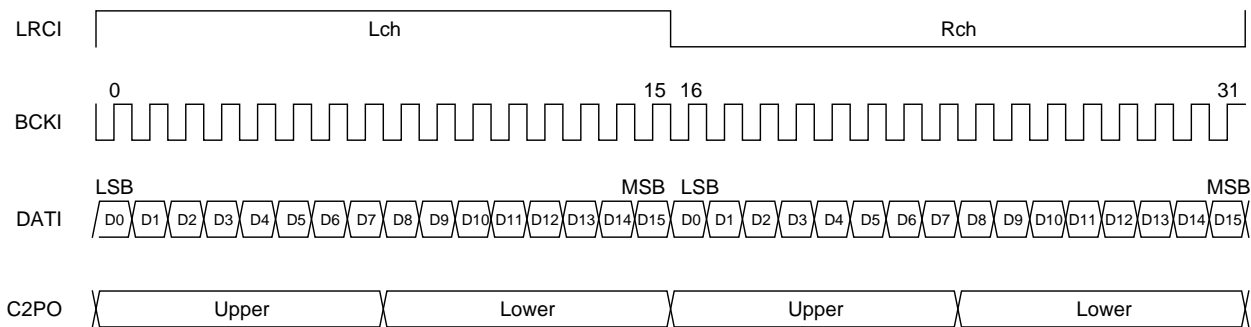 LRCI Lch Rch
0 15 16 31
BCKI
LSB MSB LSB MSB
DATI D0 D1 D2 D3 D4 D5 D6 D7 D8 D9 D10 D11 D12 D13 D14 D15 D0 D1 D2 D3 D4 D5 D6 D7 D8 D9 D10 D11 D12 D13 D14 D15
C2PO Upper Lower Upper Lower